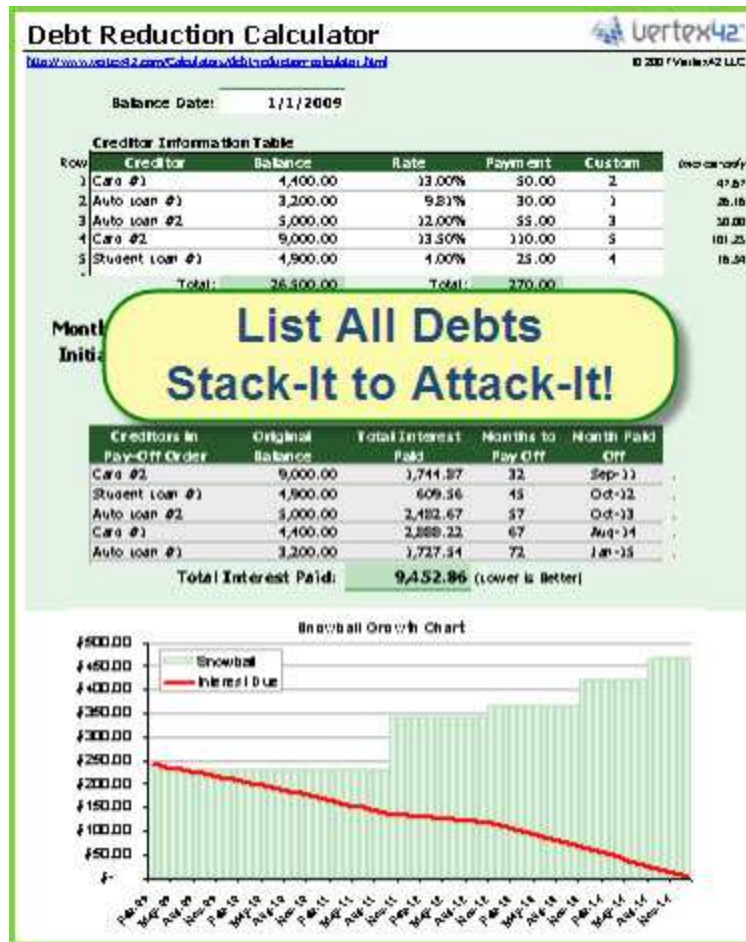 Debt Reduction Calculator
vertex42
© 2007 Vertex42 LLC
Balance Date: 1/1/2009
Creditor Information Table
Row Creditor Balance Rate Payment Custom
1 Card #1 4,400.00 13.00% 50.00 2
2 Auto Loan #1 3,200.00 9.81% 30.00 1
3 Auto Loan #2 5,000.00 12.00% 55.00 3
4 Card #2 9,000.00 13.50% 110.00 5
5 Student Loan #1 4,900.00 4.00% 25.00 4
Total: 26,500.00 Total: 270.00
List All Debts
Stack-It to Attack-It!
Creditors in Original Total Interest Months to Month Paid
Pay-Off Order Balance Paid Pay Off Off
Card #2 9,000.00 1,744.87 32 Sep-11
Student Loan #1 4,900.00 609.56 45 Oct-12
Auto Loan #2 5,000.00 2,482.67 57 Oct-13
Card #1 4,400.00 2,888.22 67 Aug-14
Auto Loan #1 3,200.00 1,727.54 72 Jan-15
Total Interest Paid: 9,452.86 (Lower is Better)
Snowball Growth Chart
Snowball
Interest Due
$500.00
$450.00
$400.00
$350.00
$300.00
$250.00
$200.00
$150.00
$100.00
$50.00
$-